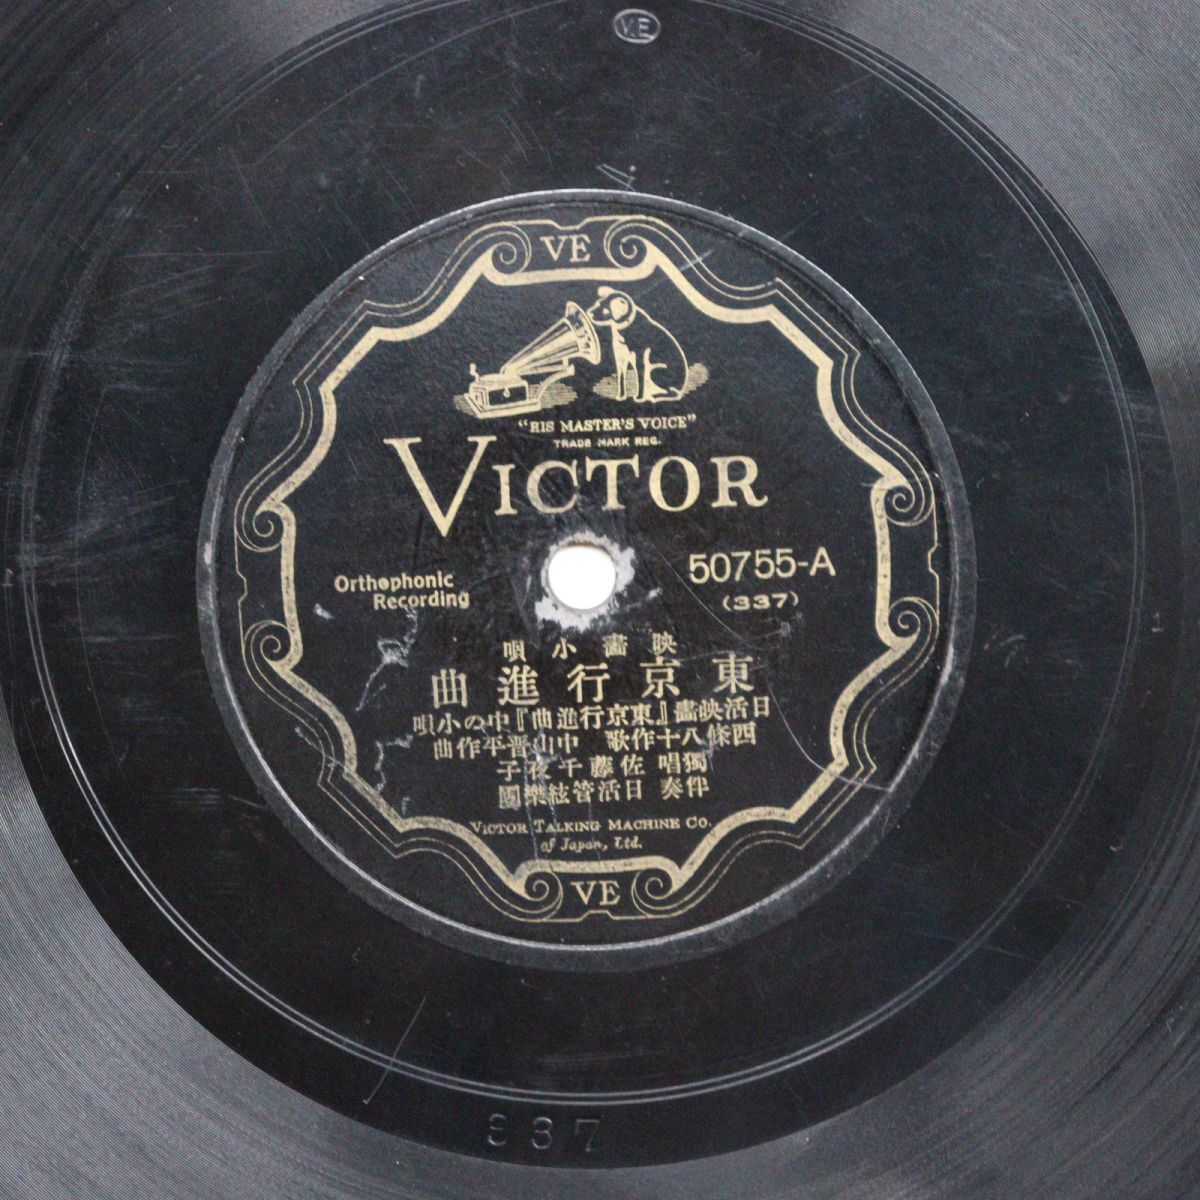 VE
VE
"HIS MASTER'S VOICE"
TRADE MARK REG.
VICTOR
Orthophonic
Recording
50755-A
(337)
映畵小唄
東京行進曲
日活映畵『東京行進曲』中の小唄
西條八十作歌 中山晋平作曲
獨唱 佐藤千夜子
伴奏 日活管絃樂團
VICTOR TALKING MACHINE CO.
of Japan, Ltd.
VE
337